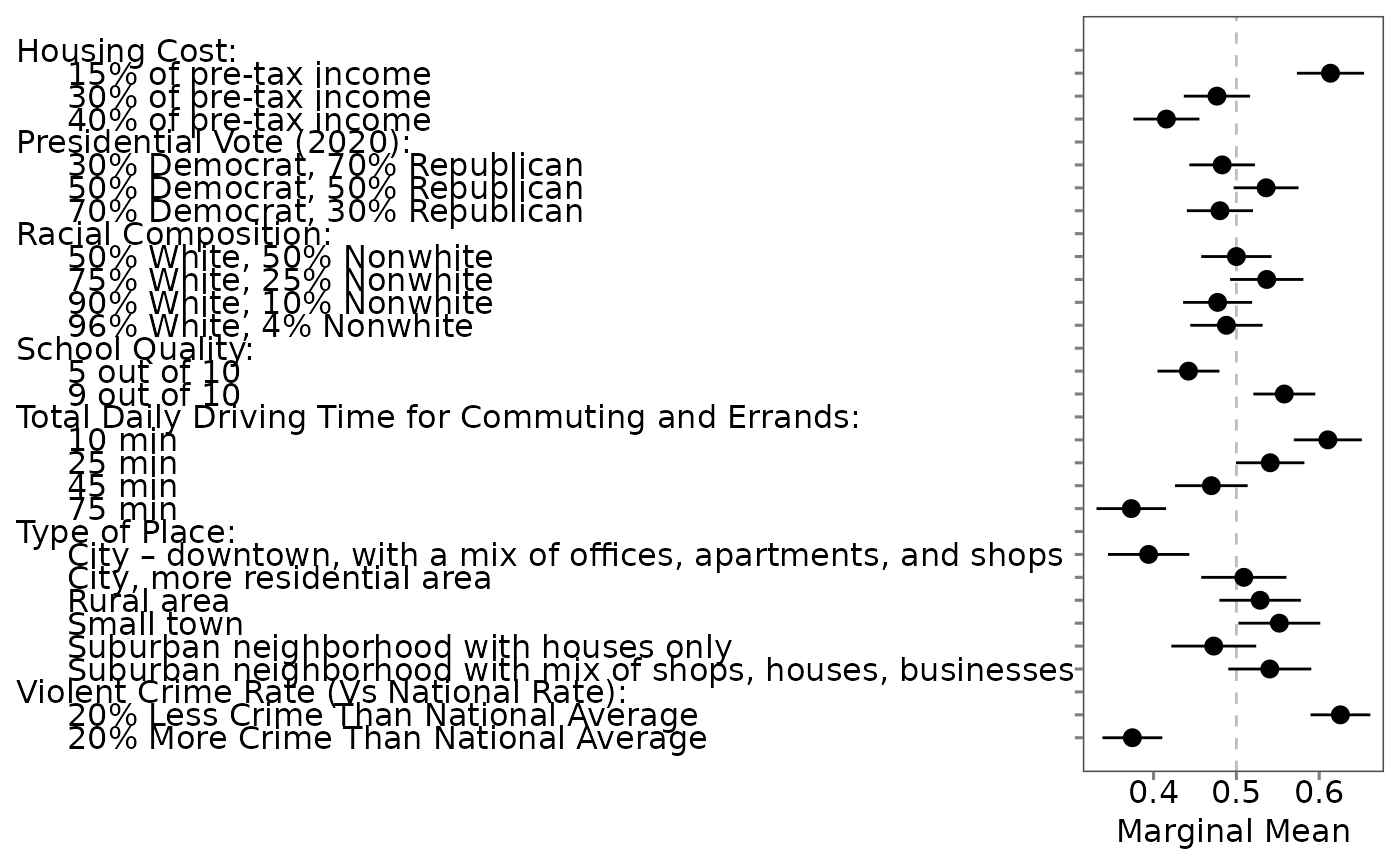 Housing Cost:
15% of pre-tax income
30% of pre-tax income
40% of pre-tax income
Presidential Vote (2020):
30% Democrat, 70% Republican
50% Democrat, 50% Republican
70% Democrat, 30% Republican
Racial Composition:
50% White, 50% Nonwhite
75% White, 25% Nonwhite
90% White, 10% Nonwhite
96% White, 4% Nonwhite
School Quality:
5 out of 10
9 out of 10
Total Daily Driving Time for Commuting and Errands:
10 min
25 min
45 min
75 min
Type of Place:
City – downtown, with a mix of offices, apartments, and shops
City, more residential area
Rural area
Small town
Suburban neighborhood with houses only
Suburban neighborhood with mix of shops, houses, businesses
Violent Crime Rate (Vs National Rate):
20% Less Crime Than National Average
20% More Crime Than National Average
0.4 0.5 0.6
Marginal Mean